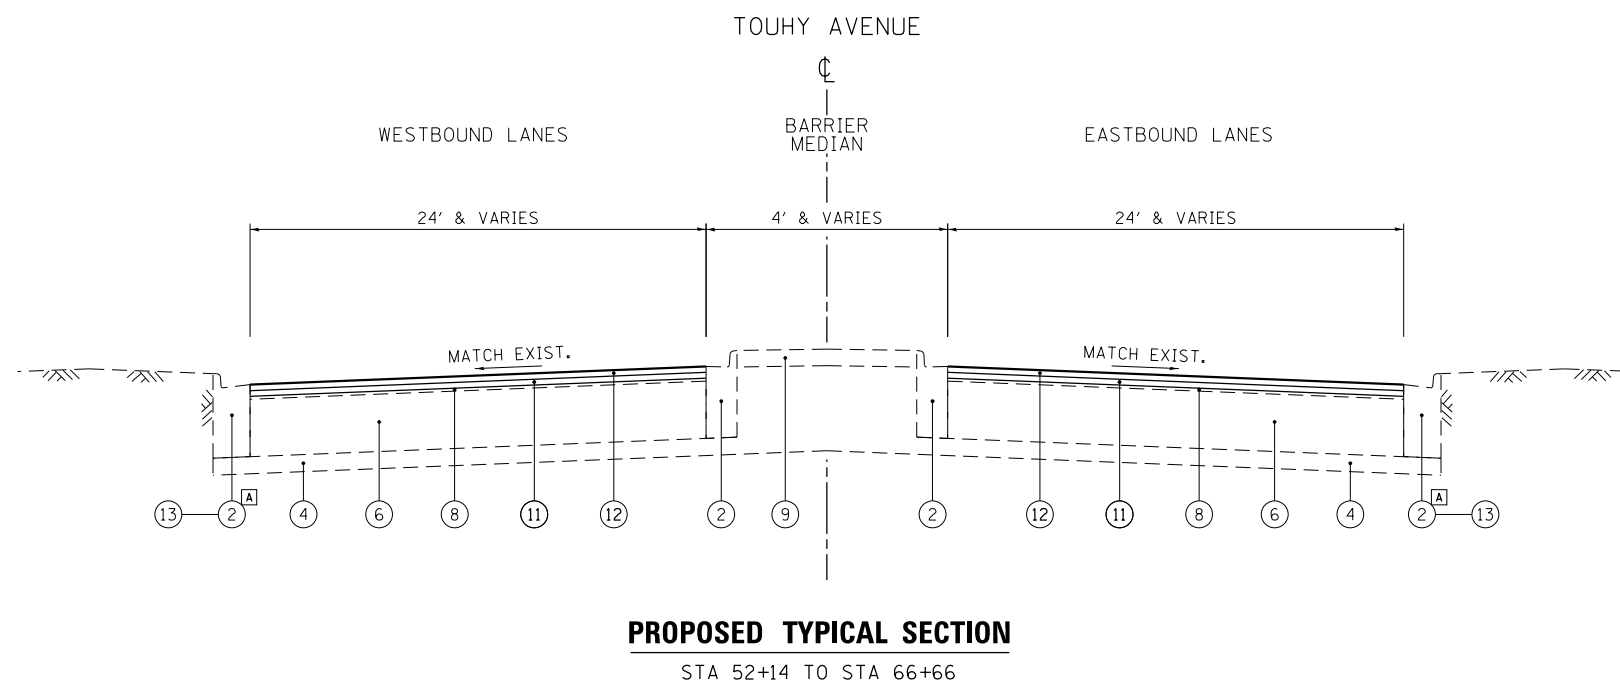 TOUHY AVENUE
℄
WESTBOUND LANES
BARRIER
MEDIAN
EASTBOUND LANES
24' & VARIES
4' & VARIES
24' & VARIES
MATCH EXIST.
MATCH EXIST.
13 2 A 4 6 8 11 12 2 9 2 12 11 8 6 4 2 A 13
PROPOSED TYPICAL SECTION
STA 52+14 TO STA 66+66